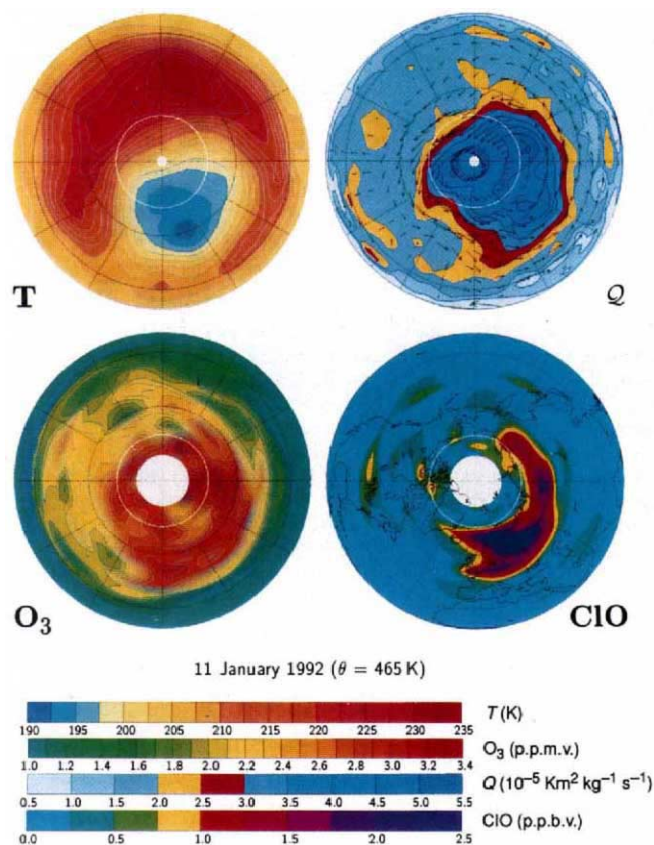 T
Q
O₃
ClO
11 January 1992 (θ = 465 K)
T (K)
190 195 200 205 210 215 220 225 230 235
O₃ (p.p.m.v.)
1.0 1.2 1.4 1.6 1.8 2.0 2.2 2.4 2.6 2.8 3.0 3.2 3.4
Q (10⁻⁵ Km² kg⁻¹ s⁻¹)
0.5 1.0 1.5 2.0 2.5 3.0 3.5 4.0 4.5 5.0 5.5
ClO (p.p.b.v.)
0.0 0.5 1.0 1.5 2.0 2.5